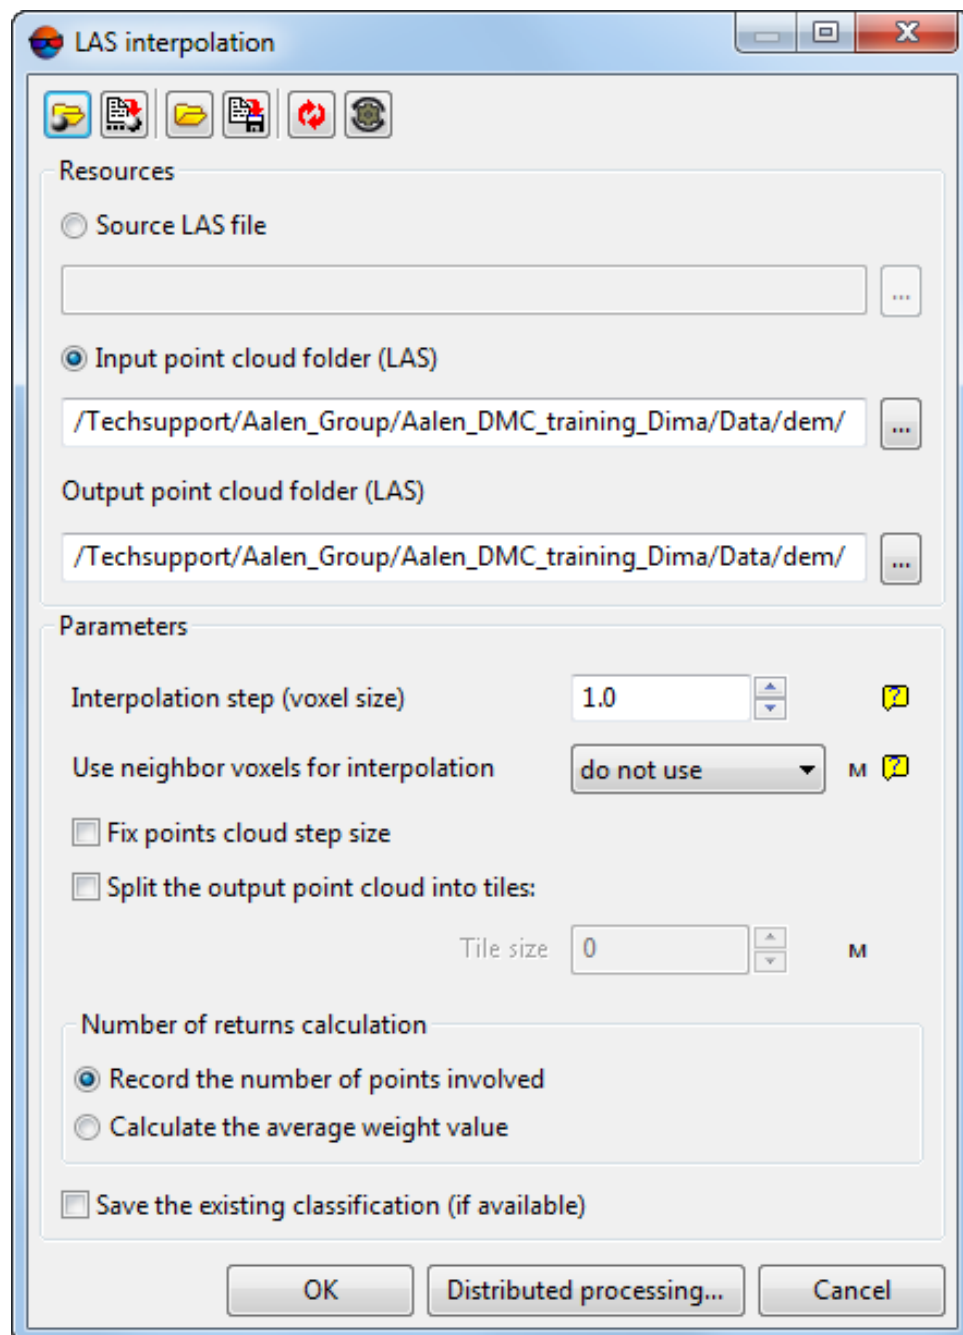 LAS interpolation
Resources
Source LAS file
...
Input point cloud folder (LAS)
/Techsupport/Aalen_Group/Aalen_DMC_training_Dima/Data/dem/ ...
Output point cloud folder (LAS)
/Techsupport/Aalen_Group/Aalen_DMC_training_Dima/Data/dem/ ...
Parameters
Interpolation step (voxel size) 1.0 ?
Use neighbor voxels for interpolation do not use м ?
Fix points cloud step size
Split the output point cloud into tiles:
Tile size 0 м
Number of returns calculation
Record the number of points involved
Calculate the average weight value
Save the existing classification (if available)
OK Distributed processing... Cancel